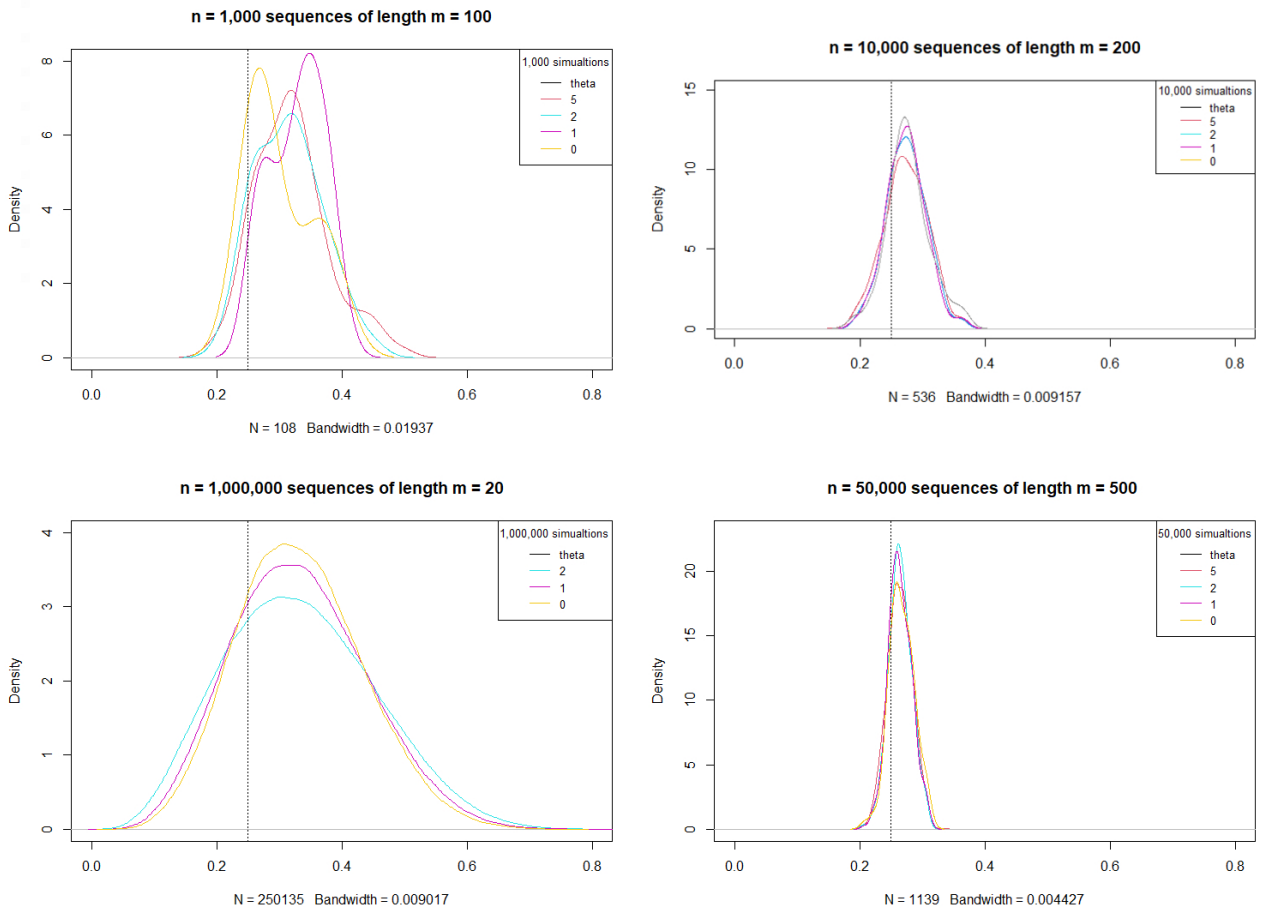 n = 1,000 sequences of length m = 100
8
6
4
2
0
Density
1,000 simualtions
theta
5
2
1
0
0.0 0.2 0.4 0.6 0.8
N = 108 Bandwidth = 0.01937
n = 10,000 sequences of length m = 200
15
10
5
0
Density
10,000 simualtions
theta
5
2
1
0
0.0 0.2 0.4 0.6 0.8
N = 536 Bandwidth = 0.009157
n = 1,000,000 sequences of length m = 20
4
3
2
1
0
Density
1,000,000 simualtions
theta
2
1
0
0.0 0.2 0.4 0.6 0.8
N = 250135 Bandwidth = 0.009017
n = 50,000 sequences of length m = 500
20
15
10
5
0
Density
50,000 simualtions
theta
5
2
1
0
0.0 0.2 0.4 0.6 0.8
N = 1139 Bandwidth = 0.004427